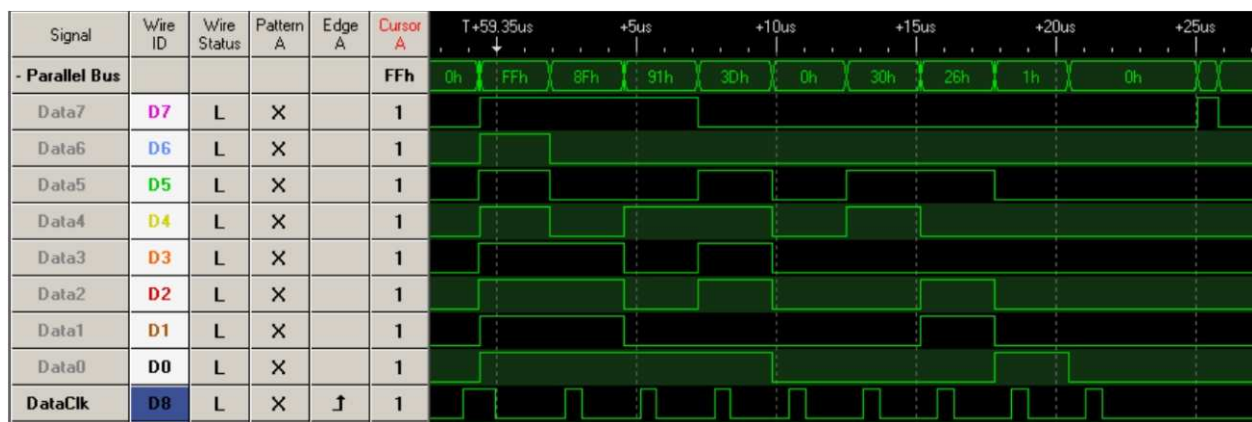 Signal Wire ID Wire Status Pattern A Edge A Cursor A T+59.35us +5us +10us +15us +20us +25us
- Parallel Bus FFh 0h FFh 8Fh 91h 3Dh 0h 30h 26h 1h 0h
Data7 D7 L X 1
Data6 D6 L X 1
Data5 D5 L X 1
Data4 D4 L X 1
Data3 D3 L X 1
Data2 D2 L X 1
Data1 D1 L X 1
Data0 D0 L X 1
DataClk D8 L X 1